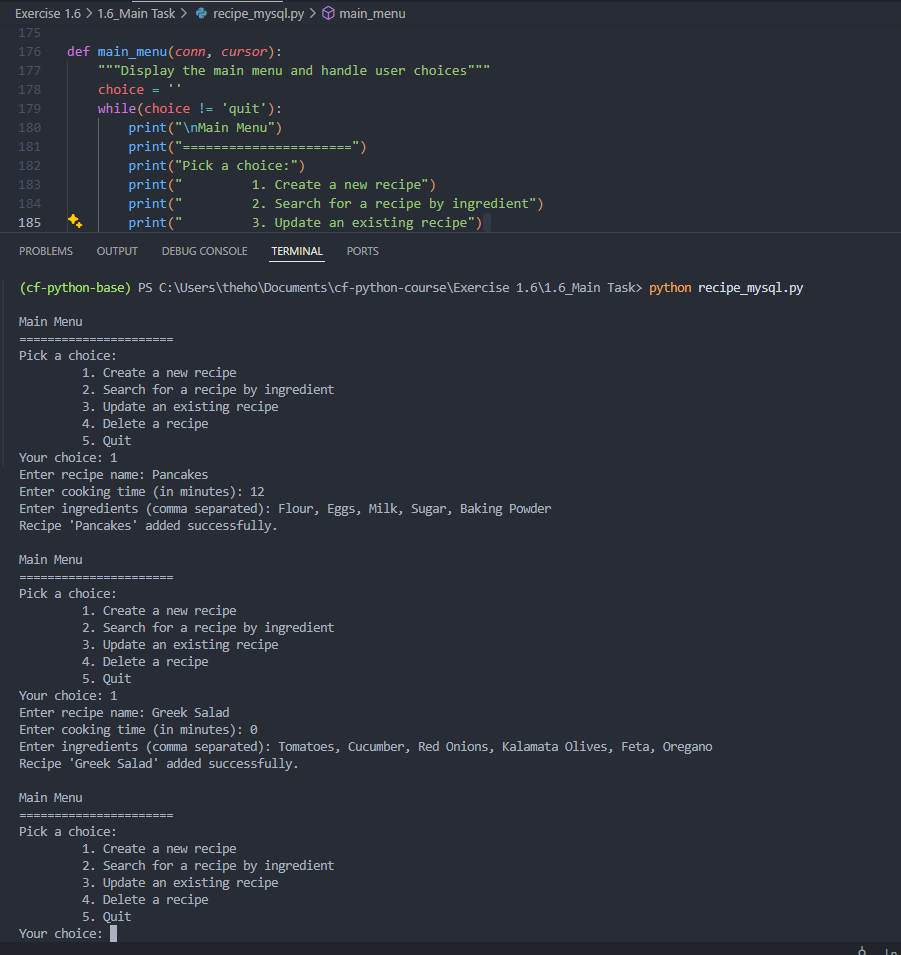 Exercise 1.6 > 1.6_Main Task > recipe_mysql.py > main_menu
175
176 def main_menu(conn, cursor):
177 """Display the main menu and handle user choices"""
178 choice = ''
179 while(choice != 'quit'):
180 print("\nMain Menu")
181 print("======================")
182 print("Pick a choice:")
183 print("        1. Create a new recipe")
184 print("        2. Search for a recipe by ingredient")
185 print("        3. Update an existing recipe")
PROBLEMS OUTPUT DEBUG CONSOLE TERMINAL PORTS
(cf-python-base) PS C:\Users\theho\Documents\cf-python-course\Exercise 1.6\1.6_Main Task> python recipe_mysql.py
Main Menu
======================
Pick a choice:
1. Create a new recipe
2. Search for a recipe by ingredient
3. Update an existing recipe
4. Delete a recipe
5. Quit
Your choice: 1
Enter recipe name: Pancakes
Enter cooking time (in minutes): 12
Enter ingredients (comma separated): Flour, Eggs, Milk, Sugar, Baking Powder
Recipe 'Pancakes' added successfully.
Main Menu
======================
Pick a choice:
1. Create a new recipe
2. Search for a recipe by ingredient
3. Update an existing recipe
4. Delete a recipe
5. Quit
Your choice: 1
Enter recipe name: Greek Salad
Enter cooking time (in minutes): 0
Enter ingredients (comma separated): Tomatoes, Cucumber, Red Onions, Kalamata Olives, Feta, Oregano
Recipe 'Greek Salad' added successfully.
Main Menu
======================
Pick a choice:
1. Create a new recipe
2. Search for a recipe by ingredient
3. Update an existing recipe
4. Delete a recipe
5. Quit
Your choice: